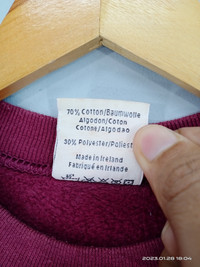 70% Cotton/Baumwolle
Algodon/Coton
Cotone/Algodao
30% Polyester/Poliest
Made in Ireland
Fabriqué en Irlande
2023.01.28 16:04